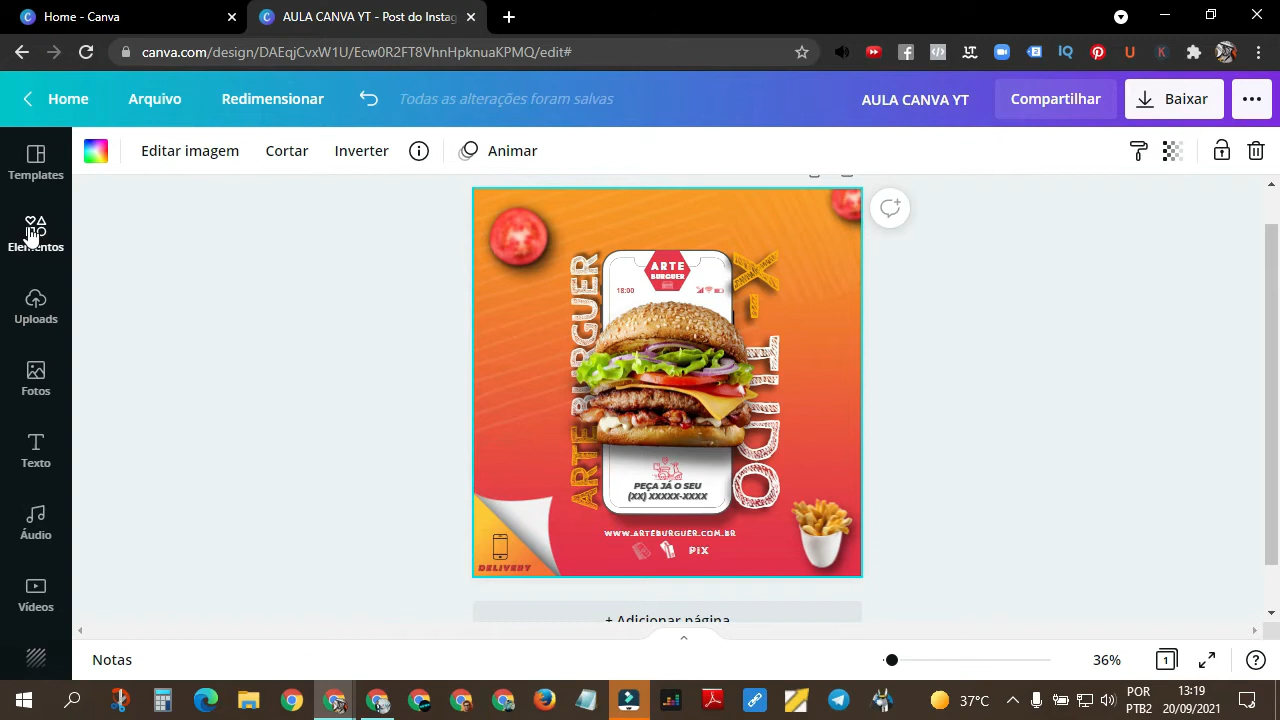 Home - Canva
AULA CANVA YT - Post do Instag
canva.com/design/DAEqjCvxW1U/Ecw0R2FT8VhnHpknuaKPMQ/edit#
Home
Arquivo
Redimensionar
Todas as alterações foram salvas
AULA CANVA YT
Compartilhar
Baixar
Editar imagem
Cortar
Inverter
Animar
Templates
Elementos
Uploads
Fotos
Texto
Áudio
Vídeos
ARTE
BURGUER
18:00
ARTE BURGUER
X-TUDO
PEÇA JÁ O SEU
(XX) XXXXX-XXXX
WWW.ARTEBURGUER.COM.BR
PIX
DELIVERY
+ Adicionar página
Notas
36%
1
37°C
POR
PTB2
13:19
20/09/2021